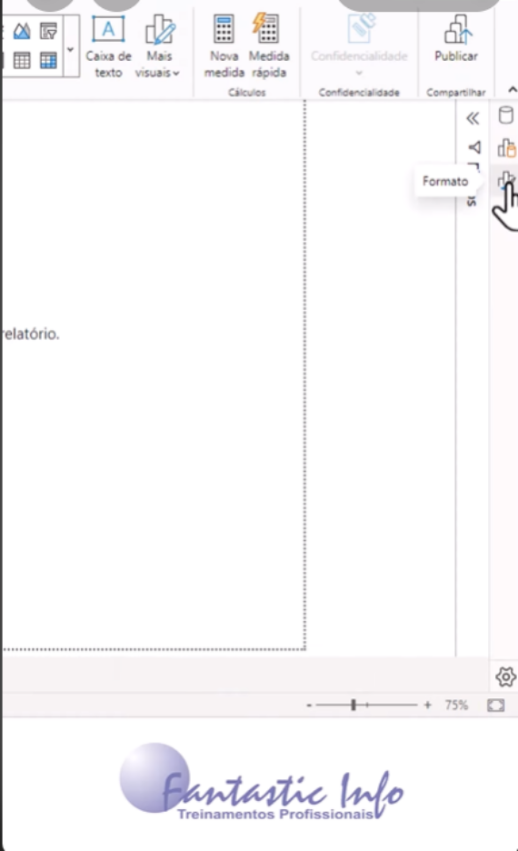 A
Caixa de
texto
Mais
visuais
Nova
medida
Medida
rápida
Confidencialidade
Publicar
Cálculos
Confidencialidade
Compartilhar
Formato
os
relatório.
- + 75%
Fantastic Info
Treinamentos Profissionais